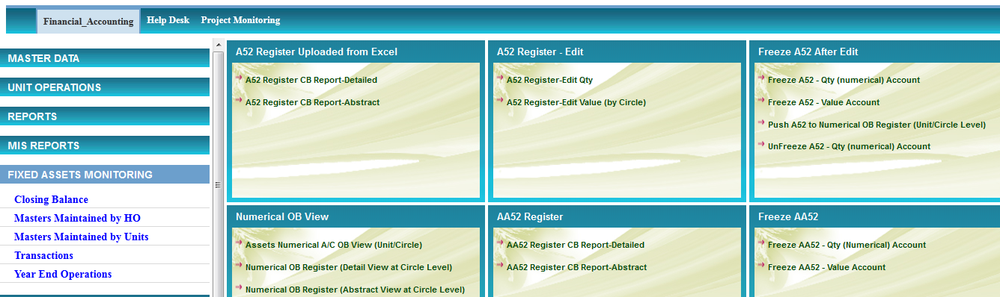 Financial_Accounting Help Desk Project Monitoring
MASTER DATA
UNIT OPERATIONS
REPORTS
MIS REPORTS
FIXED ASSETS MONITORING
Closing Balance
Masters Maintained by HO
Masters Maintained by Units
Transactions
Year End Operations
A52 Register Uploaded from Excel
A52 Register CB Report-Detailed
A52 Register CB Report-Abstract
A52 Register - Edit
A52 Register-Edit Qty
A52 Register-Edit Value (by Circle)
Freeze A52 After Edit
Freeze A52 - Qty (numerical) Account
Freeze A52 - Value Account
Push A52 to Numerical OB Register (Unit/Circle Level)
UnFreeze A52 - Qty (numerical) Account
Numerical OB View
Assets Numerical A/C OB View (Unit/Circle)
Numerical OB Register (Detail View at Circle Level)
Numerical OB Register (Abstract View at Circle Level)
AA52 Register
AA52 Register CB Report-Detailed
AA52 Register CB Report-Abstract
Freeze AA52
Freeze AA52 - Qty (Numerical) Account
Freeze AA52 - Value Account